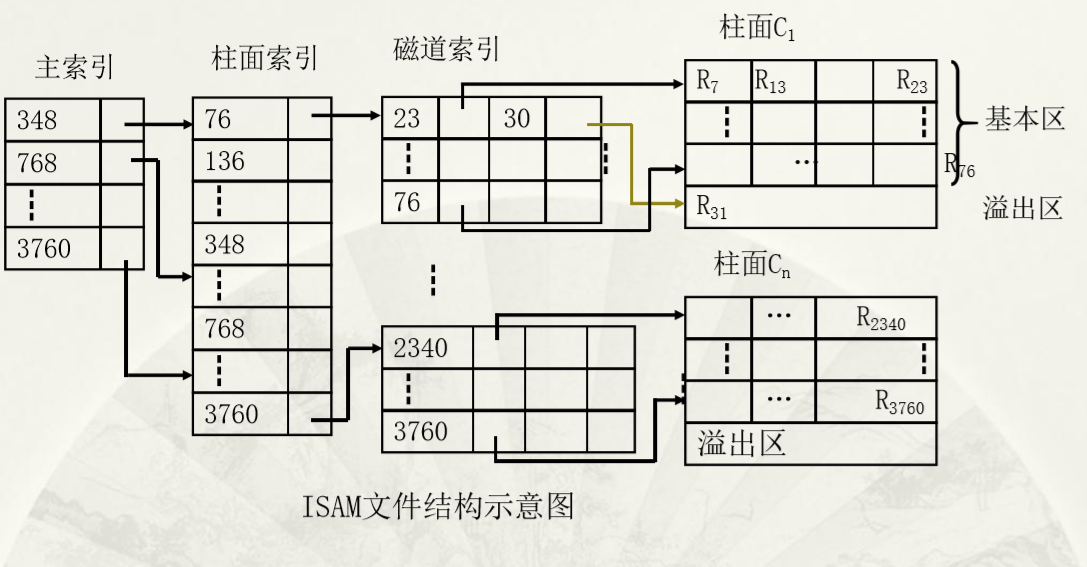 主索引
348
768
3760
柱面索引
76
136
348
768
3760
磁道索引
23 30
76
2340
3760
柱面C1
R7 R13 R23
…
R76
R31
基本区
溢出区
柱面Cn
… R2340
… R3760
溢出区
ISAM文件结构示意图